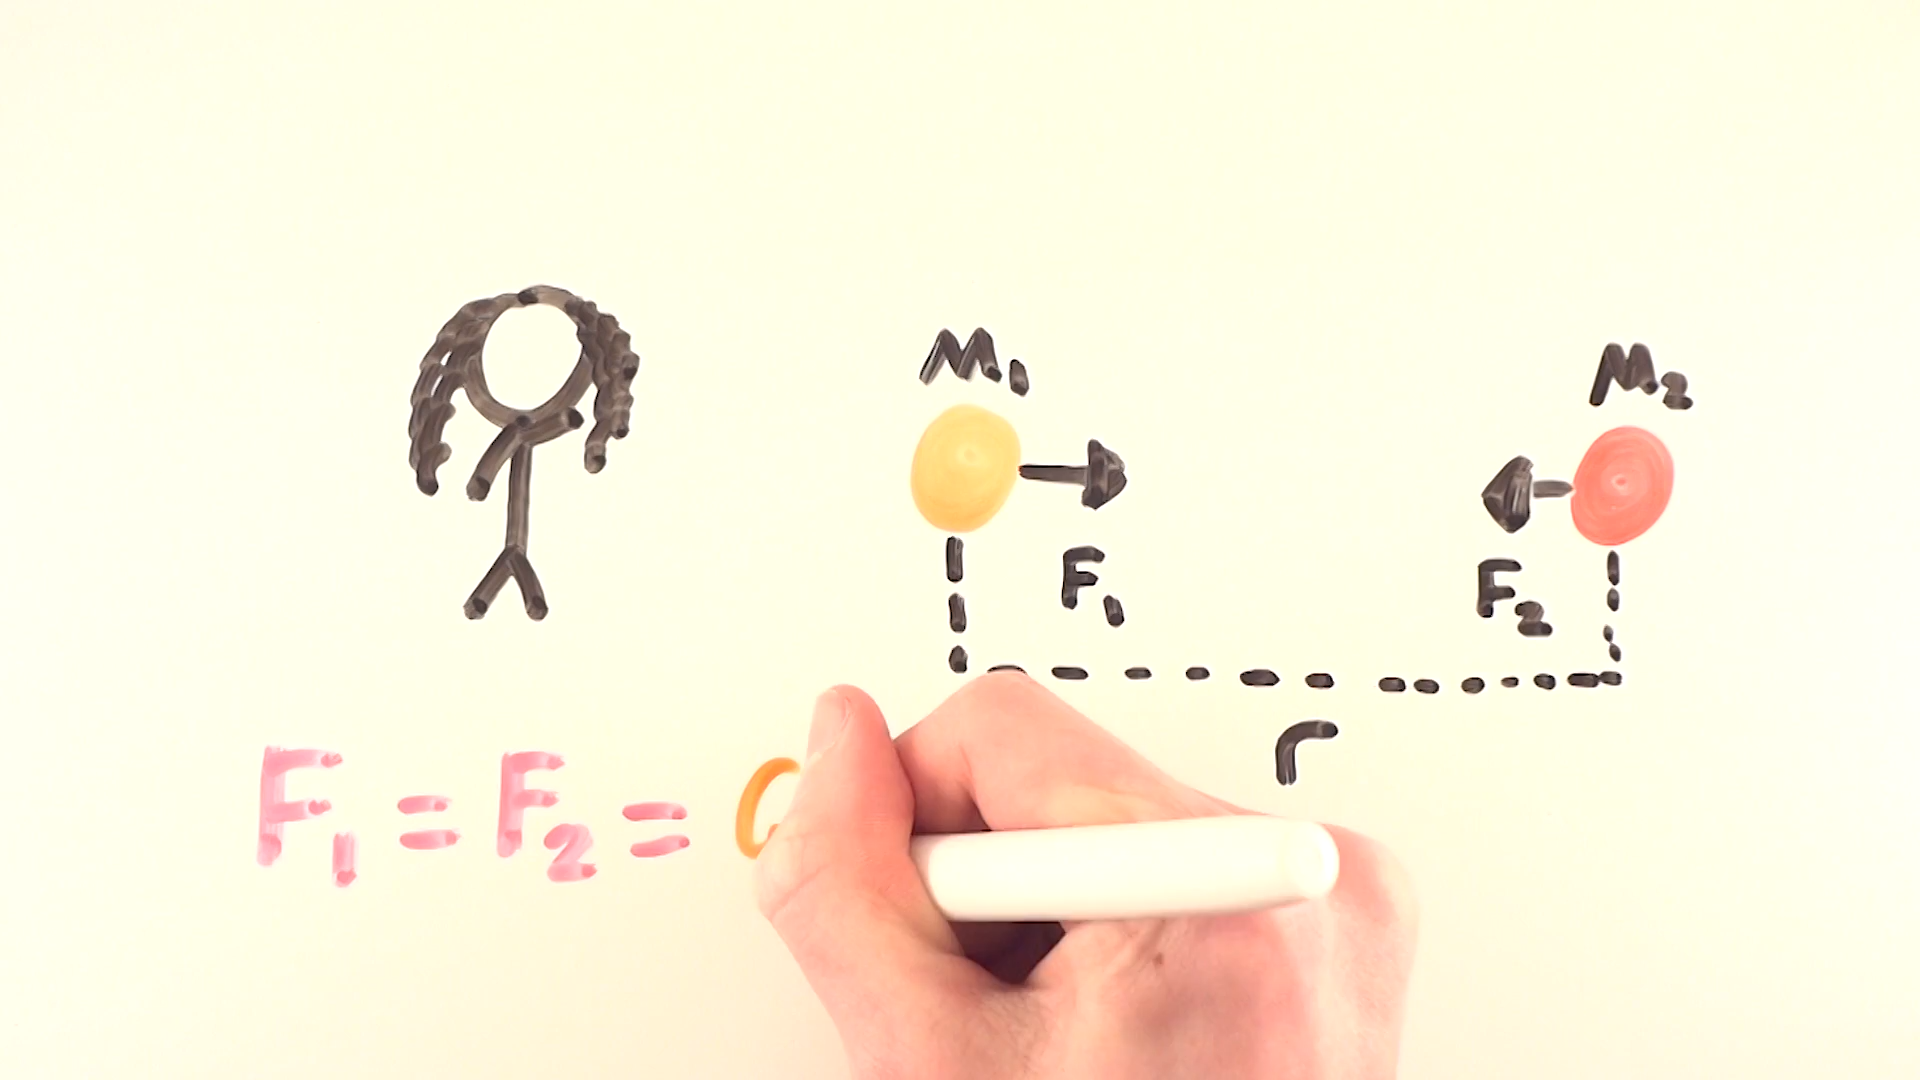 M₁
M₂
F₁
F₂
r
F₁ = F₂ =